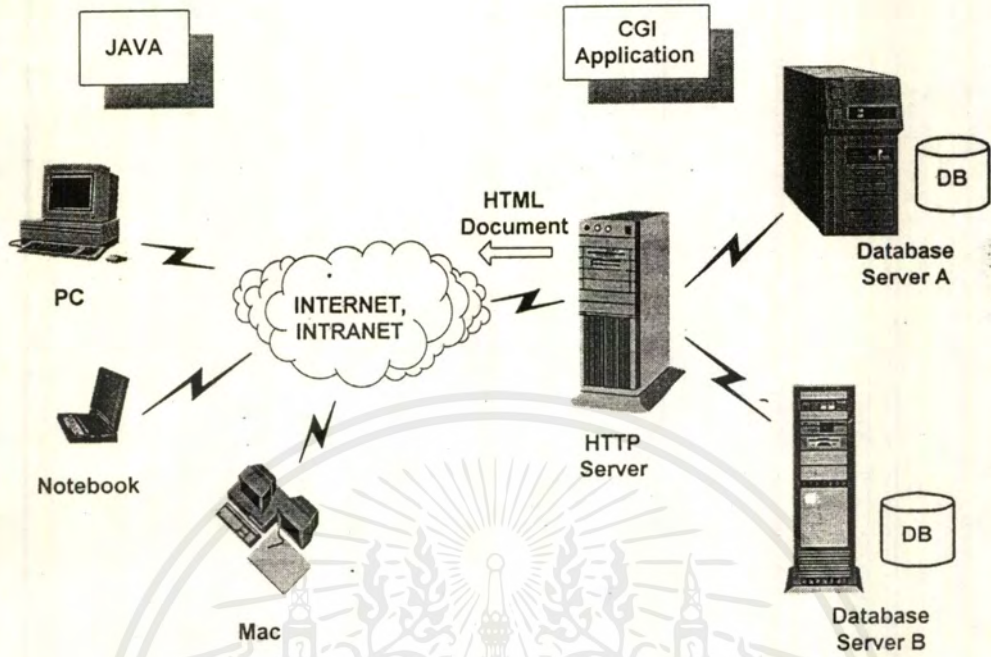 JAVA
CGI
Application
DB
HTML
Document
Database
Server A
PC
INTERNET,
INTRANET
HTTP
Server
Notebook
DB
Mac
Database
Server B